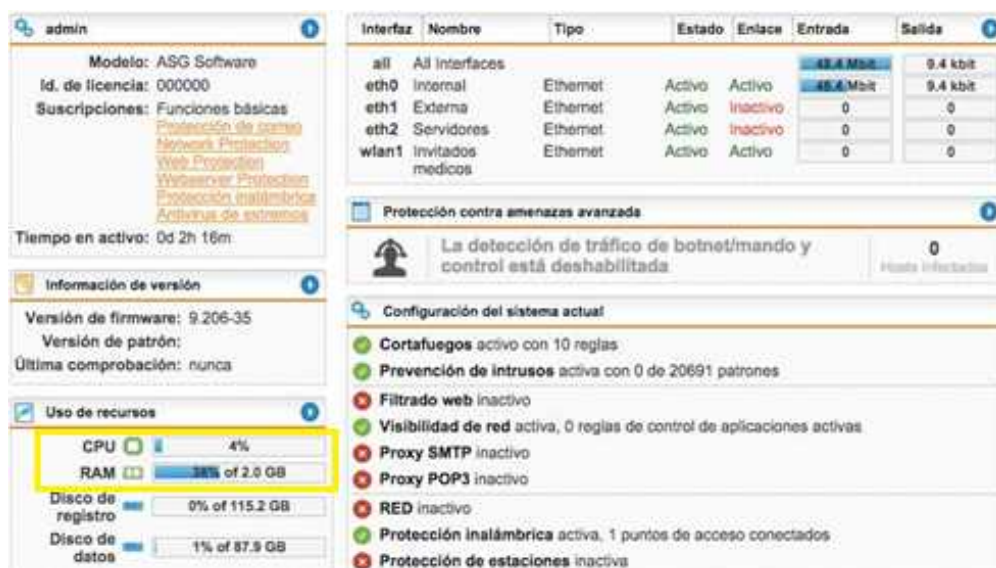 admin
Modelo: ASG Software
Id. de licencia: 000000
Suscripciones: Funciones básicas
Protección de correo
Network Protection
Web Protection
Webserver Protection
Protección inalámbrica
Antivirus de extremos
Tiempo en activo: 0d 2h 16m
Información de versión
Versión de firmware: 9.206-35
Versión de patrón:
Última comprobación: nunca
Uso de recursos
CPU 4%
RAM 38% of 2.0 GB
Disco de registro 0% of 115.2 GB
Disco de datos 1% of 87.9 GB
Interfaz Nombre Tipo Estado Enlace Entrada Salida
all All Interfaces 48.4 Mbit 9.4 kbit
eth0 Internal Ethernet Activo Activo 48.4 Mbit 9.4 kbit
eth1 Externa Ethernet Activo Inactivo 0 0
eth2 Servidores Ethernet Activo Inactivo 0 0
wlan1 Invitados medicos Ethernet Activo Activo 0 0
Protección contra amenazas avanzada
La detección de tráfico de botnet/mando y
control está deshabilitada
0
Hosts infectados
Configuración del sistema actual
Cortafuegos activo con 10 reglas
Prevención de intrusos activa con 0 de 20691 patrones
Filtrado web inactivo
Visibilidad de red activa, 0 reglas de control de aplicaciones activas
Proxy SMTP inactivo
Proxy POP3 inactivo
RED inactivo
Protección inalámbrica activa, 1 puntos de acceso conectados
Protección de estaciones inactiva